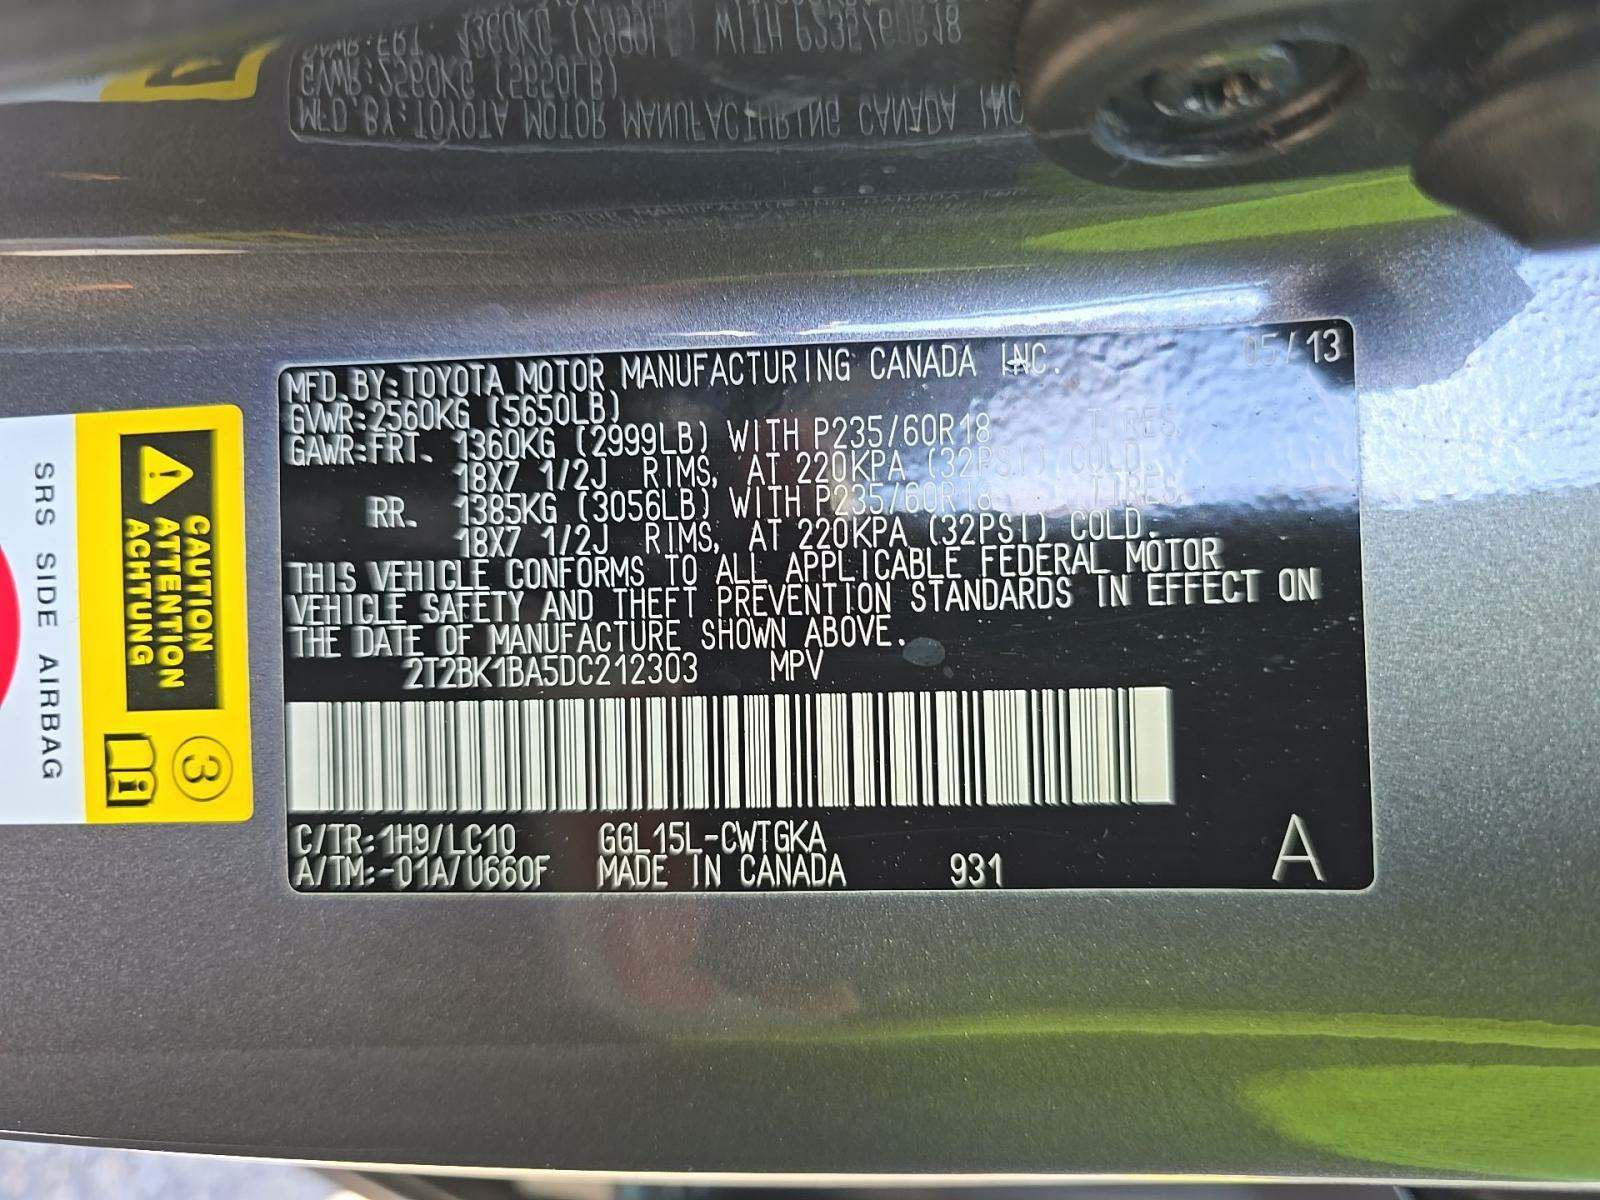 MFD. BY: TOYOTA MOTOR MANUFACTURING CANADA INC. 05/13
GVWR: 2560KG (5650LB)
GAWR: FRT. 1360KG (2999LB) WITH P235/60R18 TIRES,
18X7 1/2J RIMS, AT 220KPA (32PSI) COLD.
RR. 1385KG (3056LB) WITH P235/60R18 TIRES,
18X7 1/2J RIMS, AT 220KPA (32PSI) COLD.
THIS VEHICLE CONFORMS TO ALL APPLICABLE FEDERAL MOTOR
VEHICLE SAFETY AND THEFT PREVENTION STANDARDS IN EFFECT ON
THE DATE OF MANUFACTURE SHOWN ABOVE.
2T2BK1BA5DC212303 MPV
C/TR: 1H9/LC10 GGL15L-CWTGKA
A/TM: -01A/U660F MADE IN CANADA 931 A
CAUTION
ATTENTION
ACHTUNG
3
SRS SIDE AIRBAG